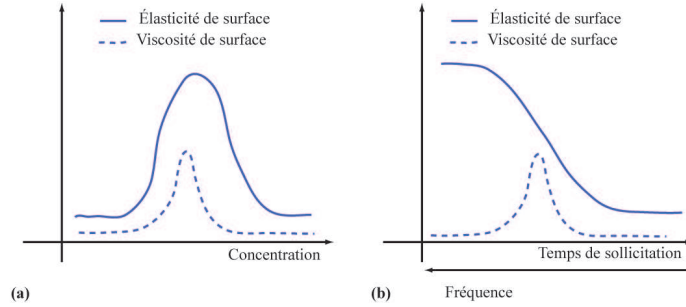 Élasticité de surface
Viscosité de surface
Concentration
(a)
Élasticité de surface
Viscosité de surface
Temps de sollicitation
Fréquence
(b)